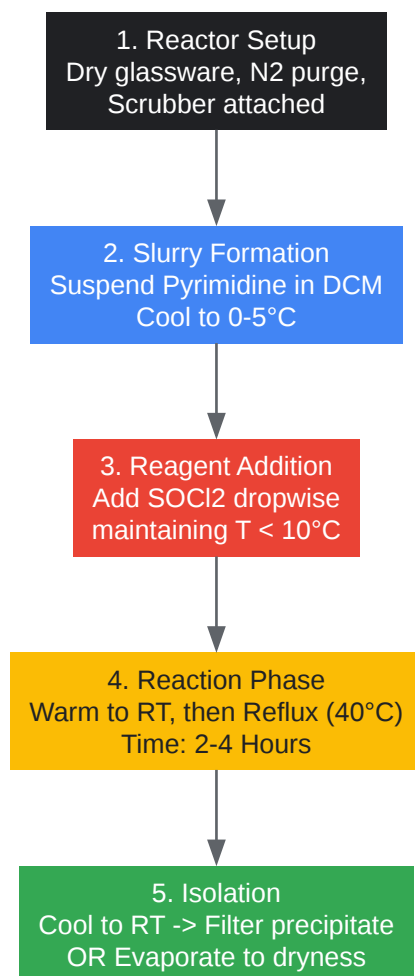 1. Reactor Setup
Dry glassware, N2 purge,
Scrubber attached
2. Slurry Formation
Suspend Pyrimidine in DCM
Cool to 0-5°C
3. Reagent Addition
Add SOCl2 dropwise
maintaining T < 10°C
4. Reaction Phase
Warm to RT, then Reflux (40°C)
Time: 2-4 Hours
5. Isolation
Cool to RT -> Filter precipitate
OR Evaporate to dryness